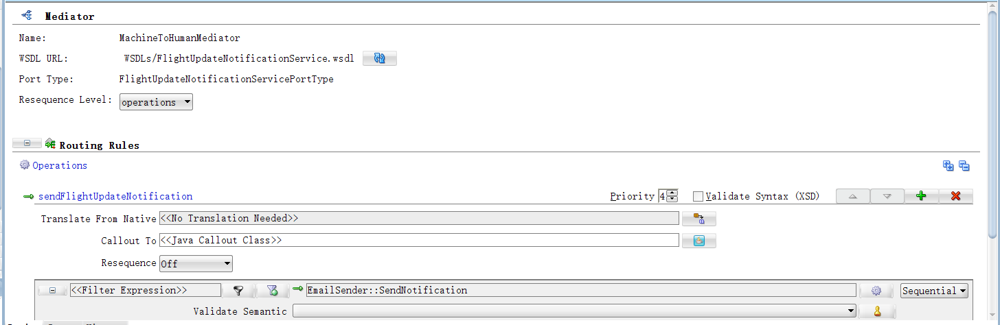 Mediator
Name: MachineToHumanMediator
WSDL URL: WSDLs/FlightUpdateNotificationService.wsdl
Port Type: FlightUpdateNotificationServicePortType
Resequence Level: operations
Routing Rules
Operations
sendFlightUpdateNotification Priority 4 Validate Syntax (XSD)
Translate From Native <<No Translation Needed>>
Callout To <<Java Callout Class>>
Resequence Off
<<Filter Expression>> EmailSender::SendNotification Sequential
Validate Semantic